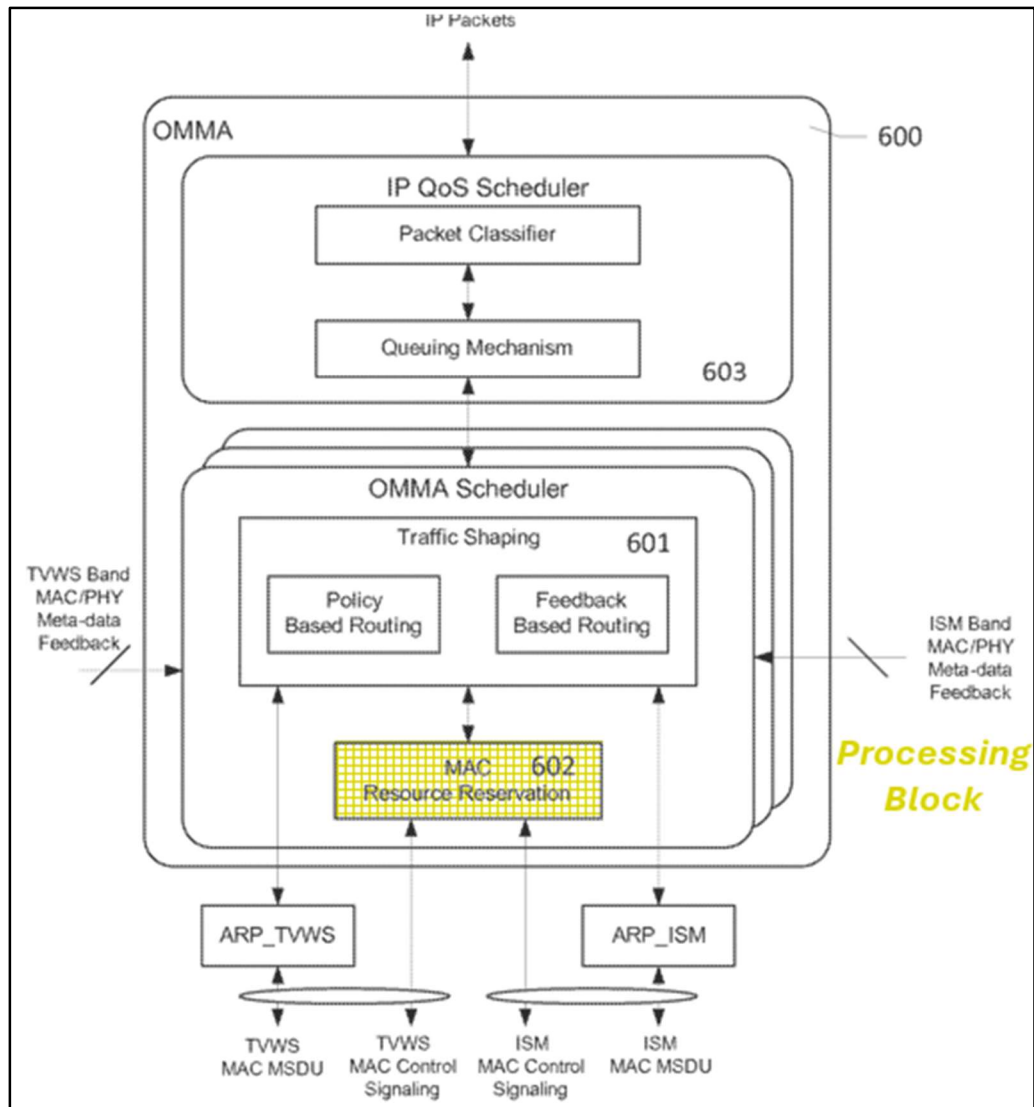 IP Packets
OMMA
600
IP QoS Scheduler
Packet Classifier
Queuing Mechanism
603
OMMA Scheduler
Traffic Shaping
601
Policy
Based Routing
Feedback
Based Routing
TVWS Band
MAC/PHY
Meta-data
Feedback
ISM Band
MAC/PHY
Meta-data
Feedback
MAC 602
Resource Reservation
Processing
Block
ARP_TVWS
ARP_ISM
TVWS
MAC MSDU
TVWS
MAC Control
Signaling
ISM
MAC Control
Signaling
ISM
MAC MSDU